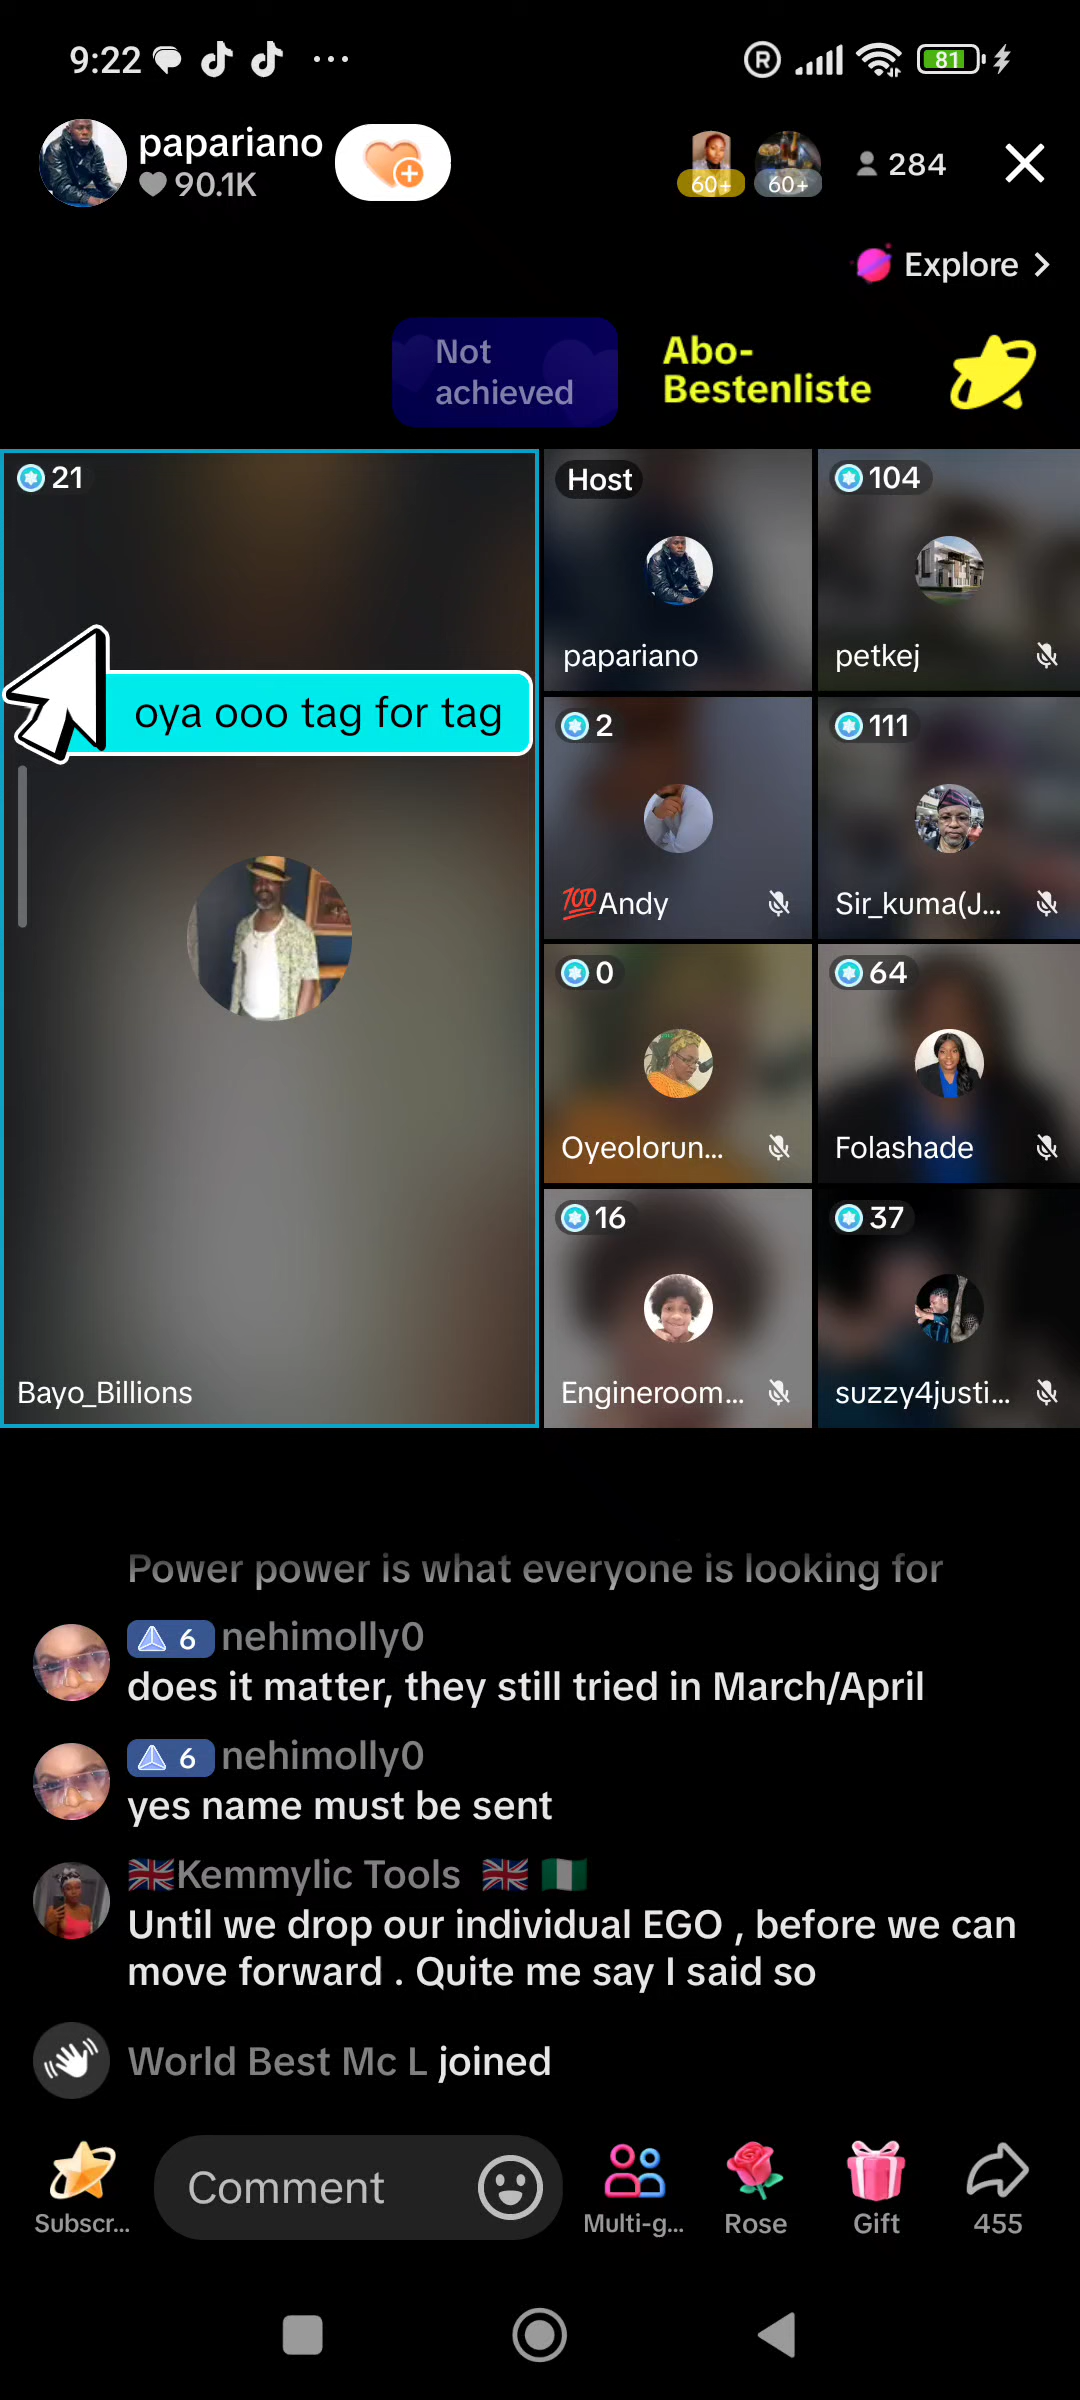 9:22
81
papariano
90.1K
60+
60+
284
Explore
Not
achieved
Abo-
Bestenliste
21
oya ooo tag for tag
Bayo_Billions
Host
papariano
104
petkej
2
💯Andy
111
Sir_kuma(J...
0
Oyeolorun...
64
Folashade
16
Engineroom...
37
suzzy4justi...
Power power is what everyone is looking for
6 nehimolly0
does it matter, they still tried in March/April
6 nehimolly0
yes name must be sent
🇬🇧Kemmylic Tools 🇬🇧 🇳🇬
Until we drop our individual EGO , before we can
move forward . Quite me say I said so
World Best Mc L joined
Subscr...
Comment
Multi-g...
Rose
Gift
455